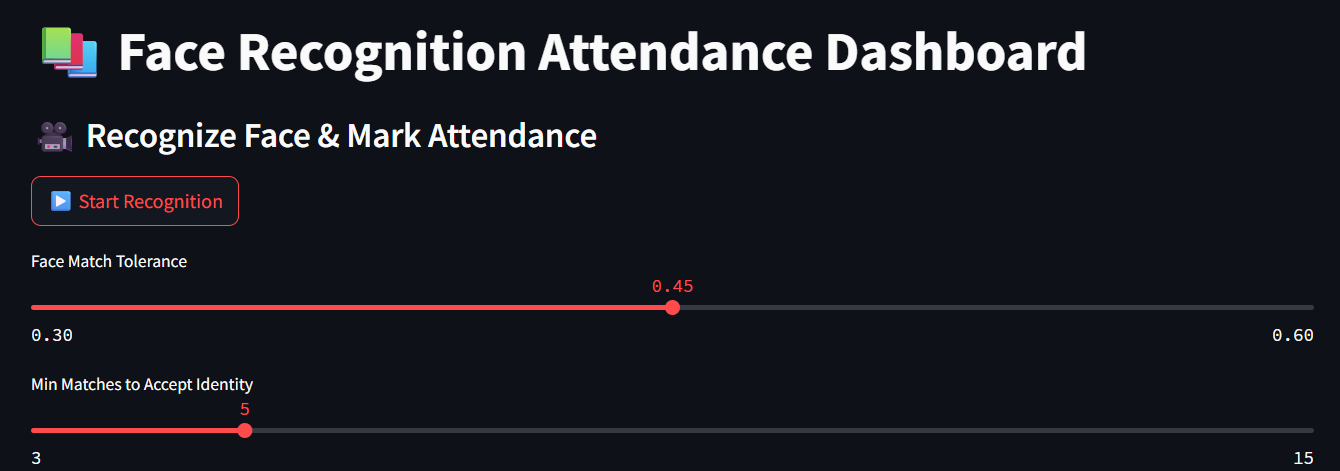 Face Recognition Attendance Dashboard
Recognize Face & Mark Attendance
Start Recognition
Face Match Tolerance
0.45
0.30 0.60
Min Matches to Accept Identity
5
3 15